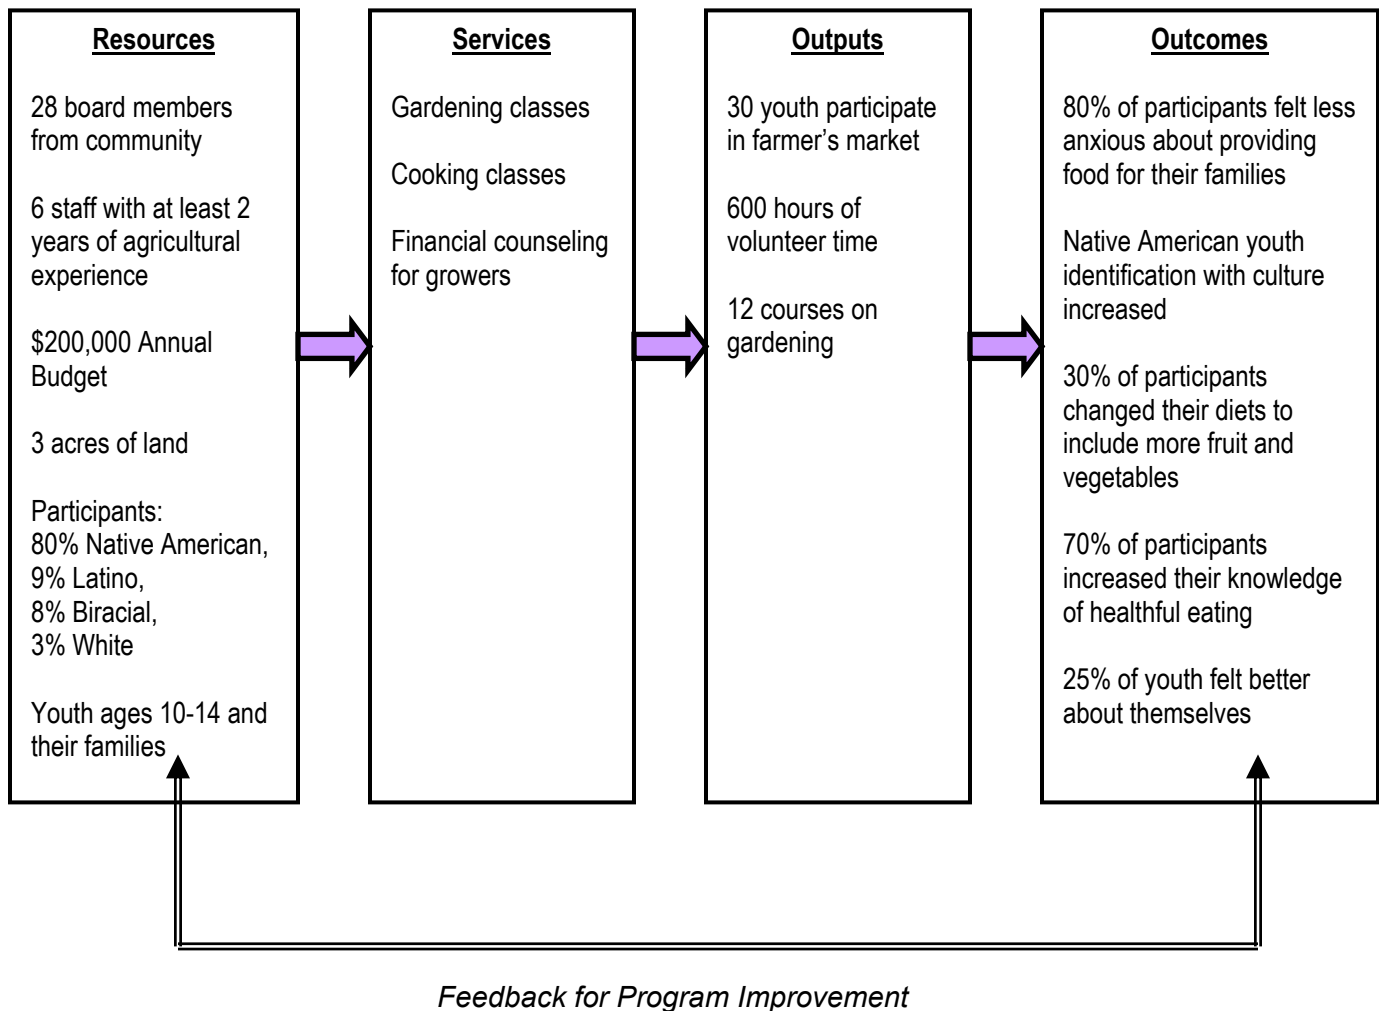 Resources
28 board members
from community
6 staff with at least 2
years of agricultural
experience
$200,000 Annual
Budget
3 acres of land
Participants:
80% Native American,
9% Latino,
8% Biracial,
3% White
Youth ages 10-14 and
their families
Services
Gardening classes
Cooking classes
Financial counseling
for growers
Outputs
30 youth participate
in farmer’s market
600 hours of
volunteer time
12 courses on
gardening
Outcomes
80% of participants felt less
anxious about providing
food for their families
Native American youth
identification with culture
increased
30% of participants
changed their diets to
include more fruit and
vegetables
70% of participants
increased their knowledge
of healthful eating
25% of youth felt better
about themselves
Feedback for Program Improvement